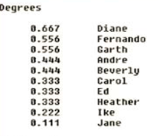 Degrees
0.667 Diane
0.556 Fernando
0.556 Garth
0.444 Andre
0.444 Beverly
0.333 Carol
0.333 Ed
0.333 Heather
0.222 Ike
0.111 Jane